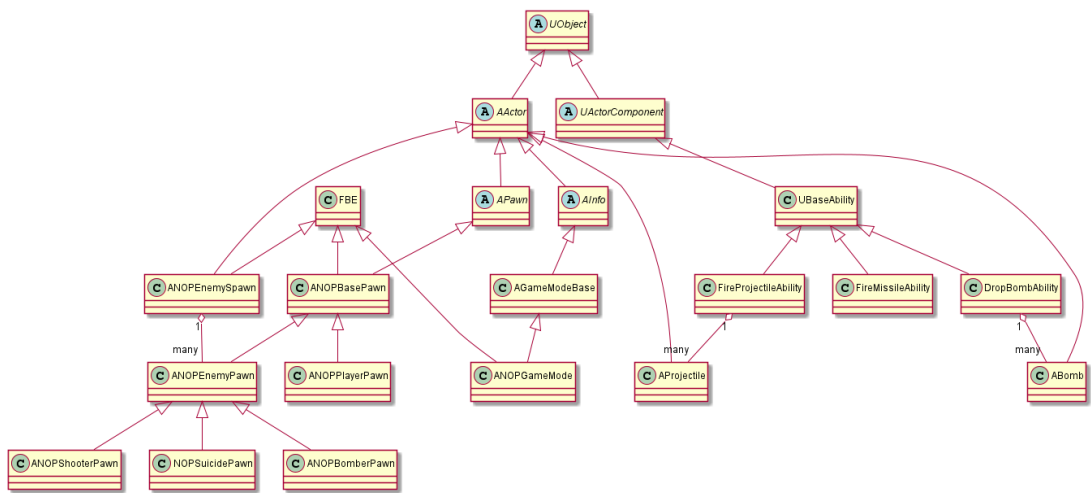 A UObject
A AActor
A UActorComponent
C FBE
A APawn
A AInfo
C UBaseAbility
C ANOPEnemySpawn
C ANOPBasePawn
C AGameModeBase
C FireProjectileAbility
C FireMissileAbility
C DropBombAbility
1
1
1
many
many
many
C ANOPEnemyPawn
C ANOPPlayerPawn
C ANOPGameMode
C AProjectile
C ABomb
C ANOPShooterPawn
C NOPSuicidePawn
C ANOPBomberPawn